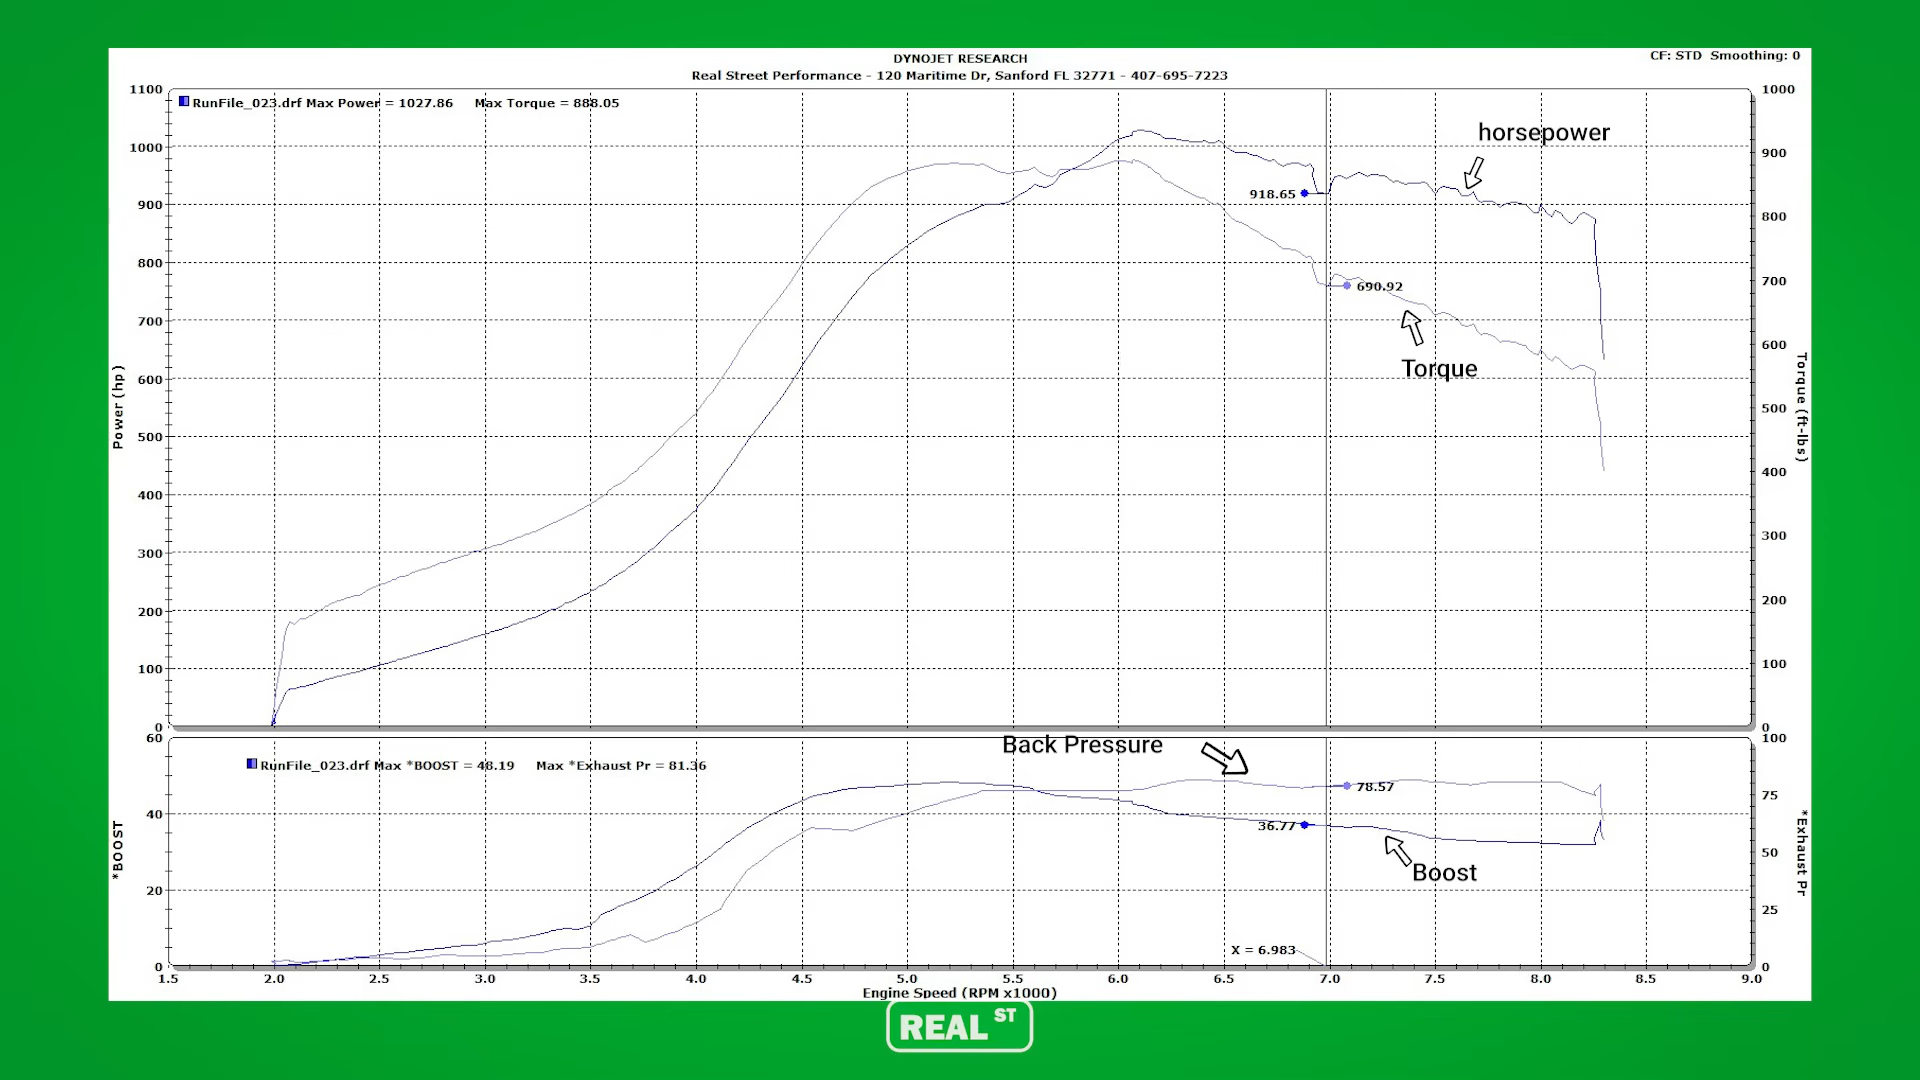 DYNOJET RESEARCH
CF: STD Smoothing: 0
Real Street Performance - 120 Maritime Dr, Sanford FL 32771 - 407-695-7223
RunFile_023.drf Max Power = 1027.86 Max Torque = 888.05
1100
1000
900
800
700
600
500
400
300
200
100
0
Power (hp)
1000
900
800
700
600
500
400
300
200
100
0
Torque (ft-lbs)
horsepower
918.65
690.92
Torque
60
40
20
0
*BOOST
RunFile_023.drf Max *BOOST = 48.19 Max *Exhaust Pr = 81.36
Back Pressure
78.57
36.77
Boost
X = 6.983
100
75
50
25
0
*Exhaust Pr
1.5 2.0 2.5 3.0 3.5 4.0 4.5 5.0 5.5 6.0 6.5 7.0 7.5 8.0 8.5 9.0
Engine Speed (RPM x1000)
REAL ST